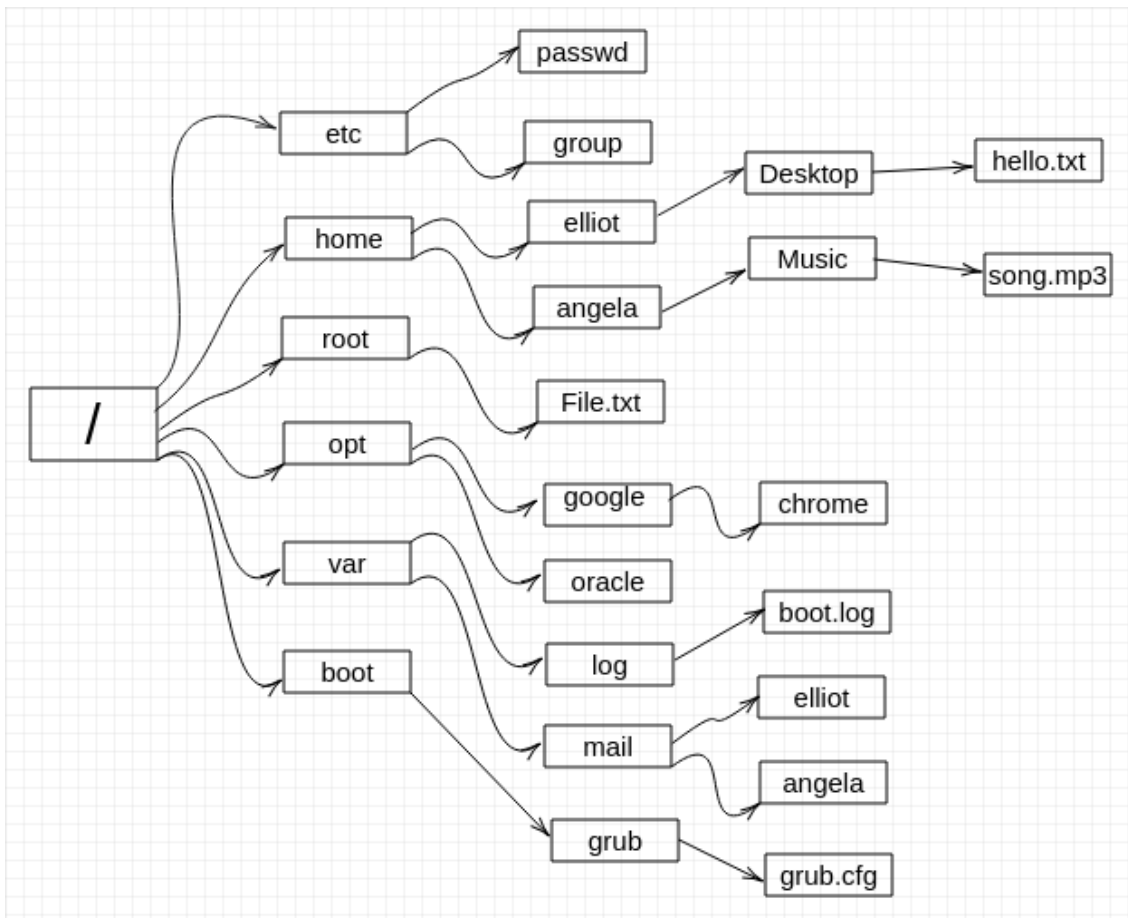 passwd
etc
group
hello.txt
Desktop
elliot
home
Music
song.mp3
angela
root
File.txt
/
opt
google
chrome
var
oracle
boot.log
log
boot
elliot
mail
angela
grub
grub.cfg